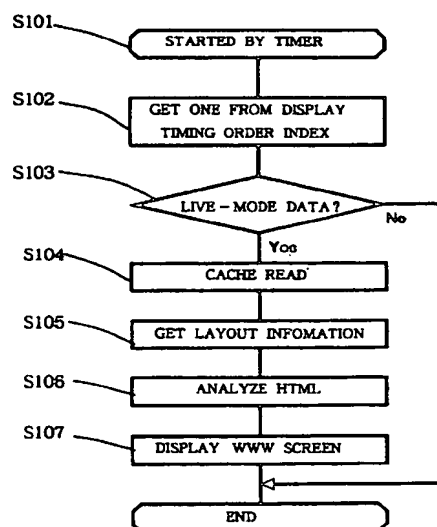 S101
STARTED BY TIMER
S102
GET ONE FROM DISPLAY
TIMING ORDER INDEX
S103
LIVE-MODE DATA?
No
Yes
S104
CACHE READ
S105
GET LAYOUT INFOMATION
S106
ANALYZE HTML
S107
DISPLAY WWW SCREEN
END